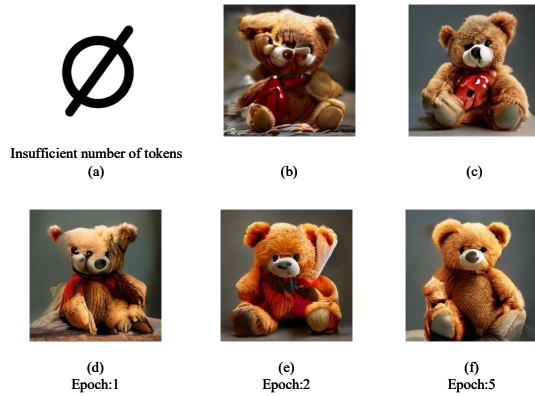 Insufficient number of tokens
(a)
(b)
(c)
(d)
Epoch:1
(e)
Epoch:2
(f)
Epoch:5